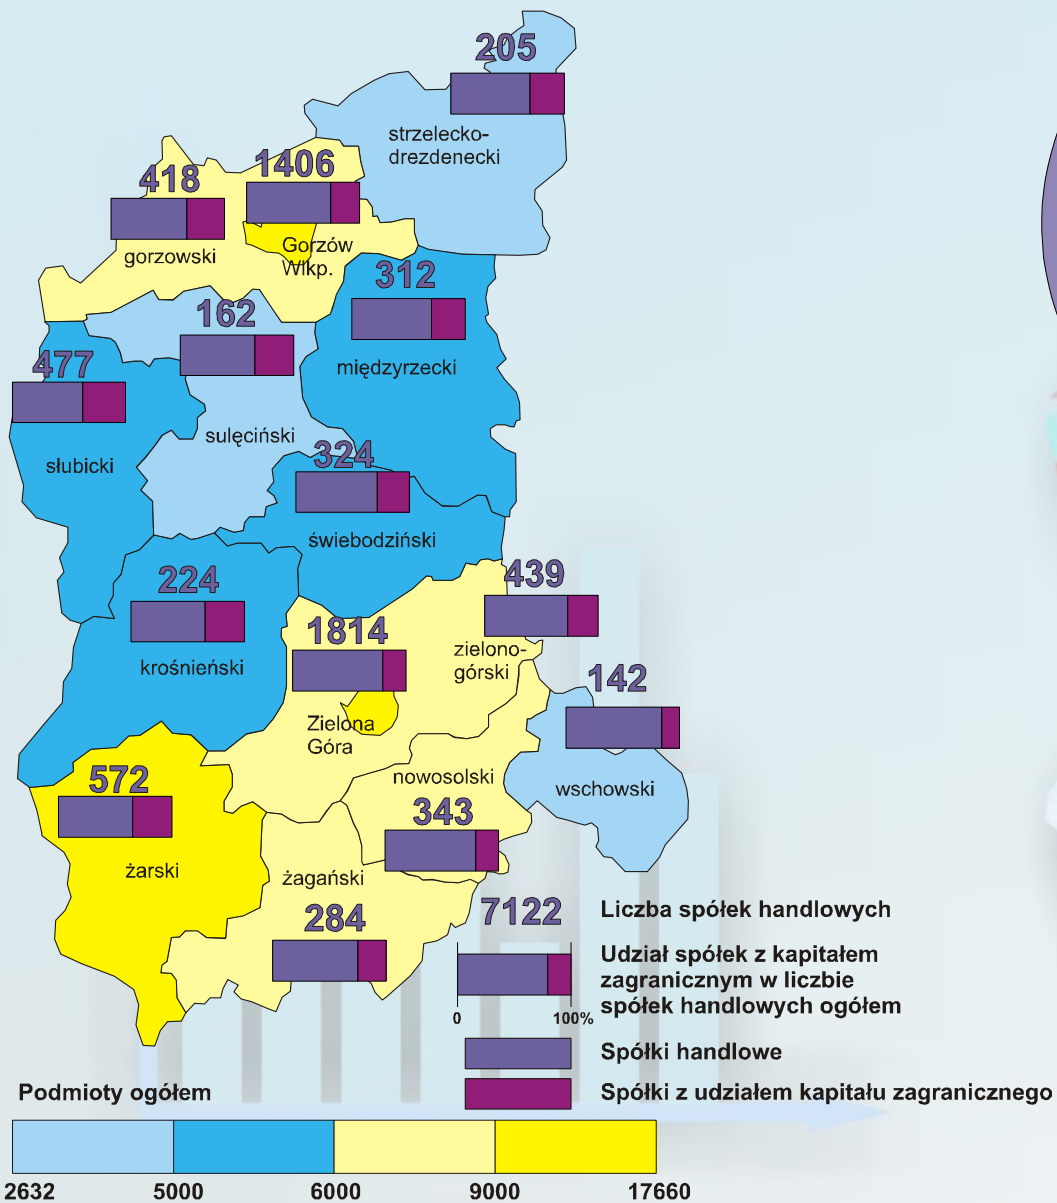 205
strzelecko-
drezdenecki
418
1406
gorzowski
Gorzów
Wlkp.
312
162
477
międzyrzecki
sulęciński
słubicki
324
świebodziński
224
439
krośnieński
1814
zielono-
górski
142
Zielona
Góra
572
nowosolski
wschowski
343
żarski
żagański
284
7122
Liczba spółek handlowych
Udział spółek z kapitałem
zagranicznym w liczbie
spółek handlowych ogółem
0 100%
Spółki handlowe
Spółki z udziałem kapitału zagranicznego
Podmioty ogółem
2632 5000 6000 9000 17660